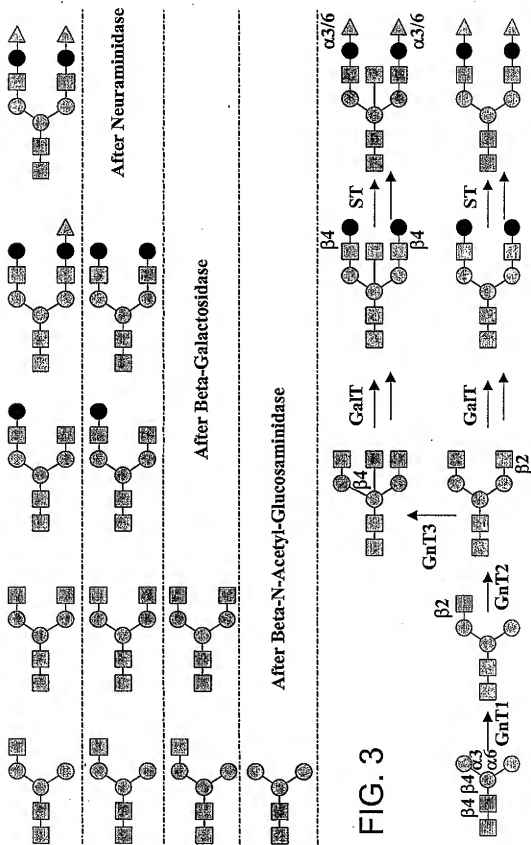 After Neuraminidase
After Beta-Galactosidase
After Beta-N-Acetyl-Glucosaminidase
FIG. 3
β4 β4 α3
α6
GnT1
β2
GnT2
β2
GnT3
β4
GalT
GalT
β4
β4
ST
ST
α3/6
α3/6